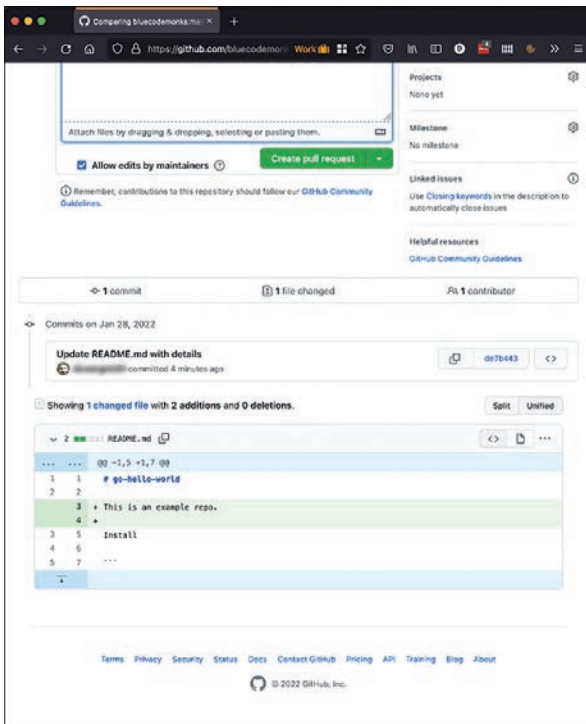 Comparing bluecodemonks:mai
https://github.com/bluecodemon
Work
Projects
None yet
Attach files by dragging & dropping, selecting or pasting them.
Milestone
No milestone
Allow edits by maintainers
Create pull request
Linked issues
Use Closing keywords in the description to
automatically close issues
Remember, contributions to this repository should follow our GitHub Community
Guidelines.
Helpful resources
GitHub Community Guidelines
1 commit
1 file changed
1 contributor
Commits on Jan 28, 2022
Update README.md with details
committed 4 minutes ago
de7b443
<>
Showing 1 changed file with 2 additions and 0 deletions.
Split Unified
2 README.md
<> ...
... ... @@ -1,5 +1,7 @@
1 1 # go-hello-world
2 2
3 + This is an example repo.
4 +
3 5 Install
4 6
5 7 ```
Terms Privacy Security Status Docs Contact GitHub Pricing API Training Blog About
© 2022 GitHub, Inc.